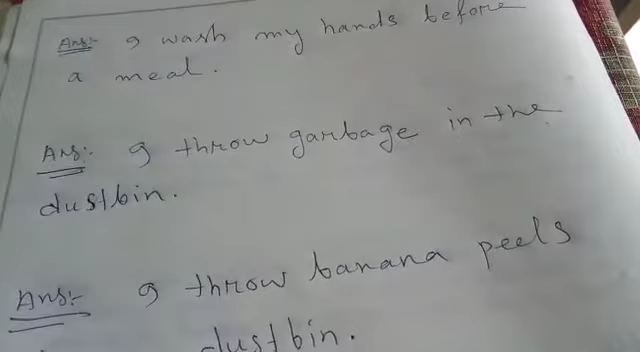 Ans:- I wash my hands before
a meal.
Ans:- I throw garbage in the
dustbin.
Ans:- I throw banana peels
dustbin.